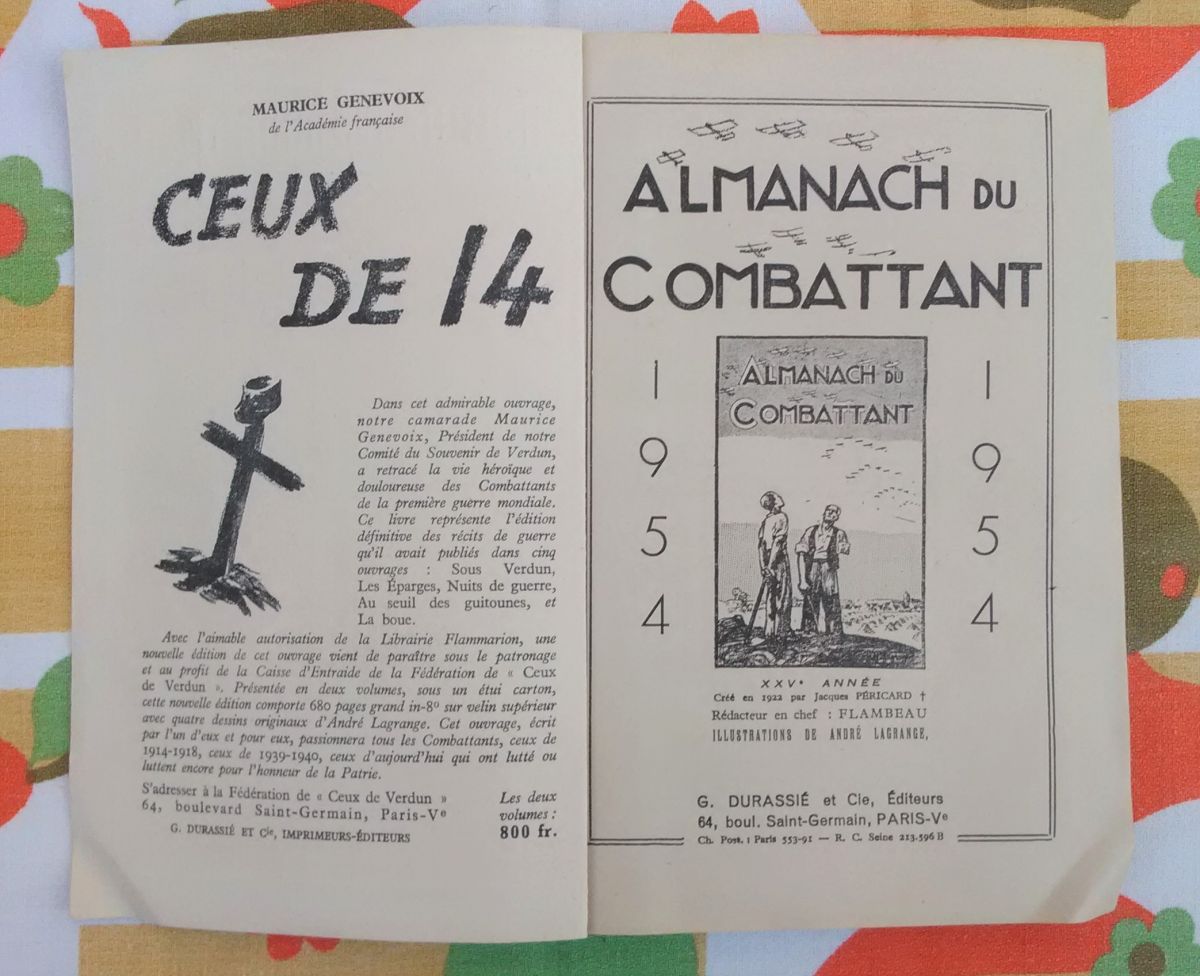 MAURICE GENEVOIX
de l'Académie française
CEUX
DE 14
Dans cet admirable ouvrage,
notre camarade Maurice
Genevoix, Président de notre
Comité du Souvenir de Verdun,
a retracé la vie héroïque et
douloureuse des Combattants
de la première guerre mondiale.
Ce livre représente l'édition
définitive des récits de guerre
qu'il avait publiés dans cinq
ouvrages : Sous Verdun,
Les Éparges, Nuits de guerre,
Au seuil des guitounes, et
La boue.
Avec l'aimable autorisation de la Librairie Flammarion, une
nouvelle édition de cet ouvrage vient de paraître sous le patronage
et au profit de la Caisse d'Entraide de la Fédération de « Ceux
de Verdun ». Présentée en deux volumes, sous un étui carton,
cette nouvelle édition comporte 680 pages grand in-8º sur velin supérieur
avec quatre dessins originaux d'André Lagrange. Cet ouvrage, écrit
par l'un d'eux et pour eux, passionnera tous les Combattants, ceux de
1914-1918, ceux de 1939-1940, ceux d'aujourd'hui qui ont lutté ou
luttent encore pour l'honneur de la Patrie.
S'adresser à la Fédération de « Ceux de Verdun »
64, boulevard Saint-Germain, Paris-Vᵉ
G. DURASSIÉ ET Cⁱᵉ, IMPRIMEURS-ÉDITEURS
Les deux
volumes :
800 fr.
ALMANACH DU
COMBATTANT
1954
ALMANACH DU
COMBATTANT
1954
XXVᵉ ANNÉE
Créé en 1922 par Jacques PÉRICARD †
Rédacteur en chef : FLAMBEAU
ILLUSTRATIONS DE ANDRÉ LAGRANGE,
G. DURASSIÉ et Cie, Éditeurs
64, boul. Saint-Germain, PARIS-Vᵉ
Ch. Post. : Paris 553-91 — R. C. Seine 213.596 B